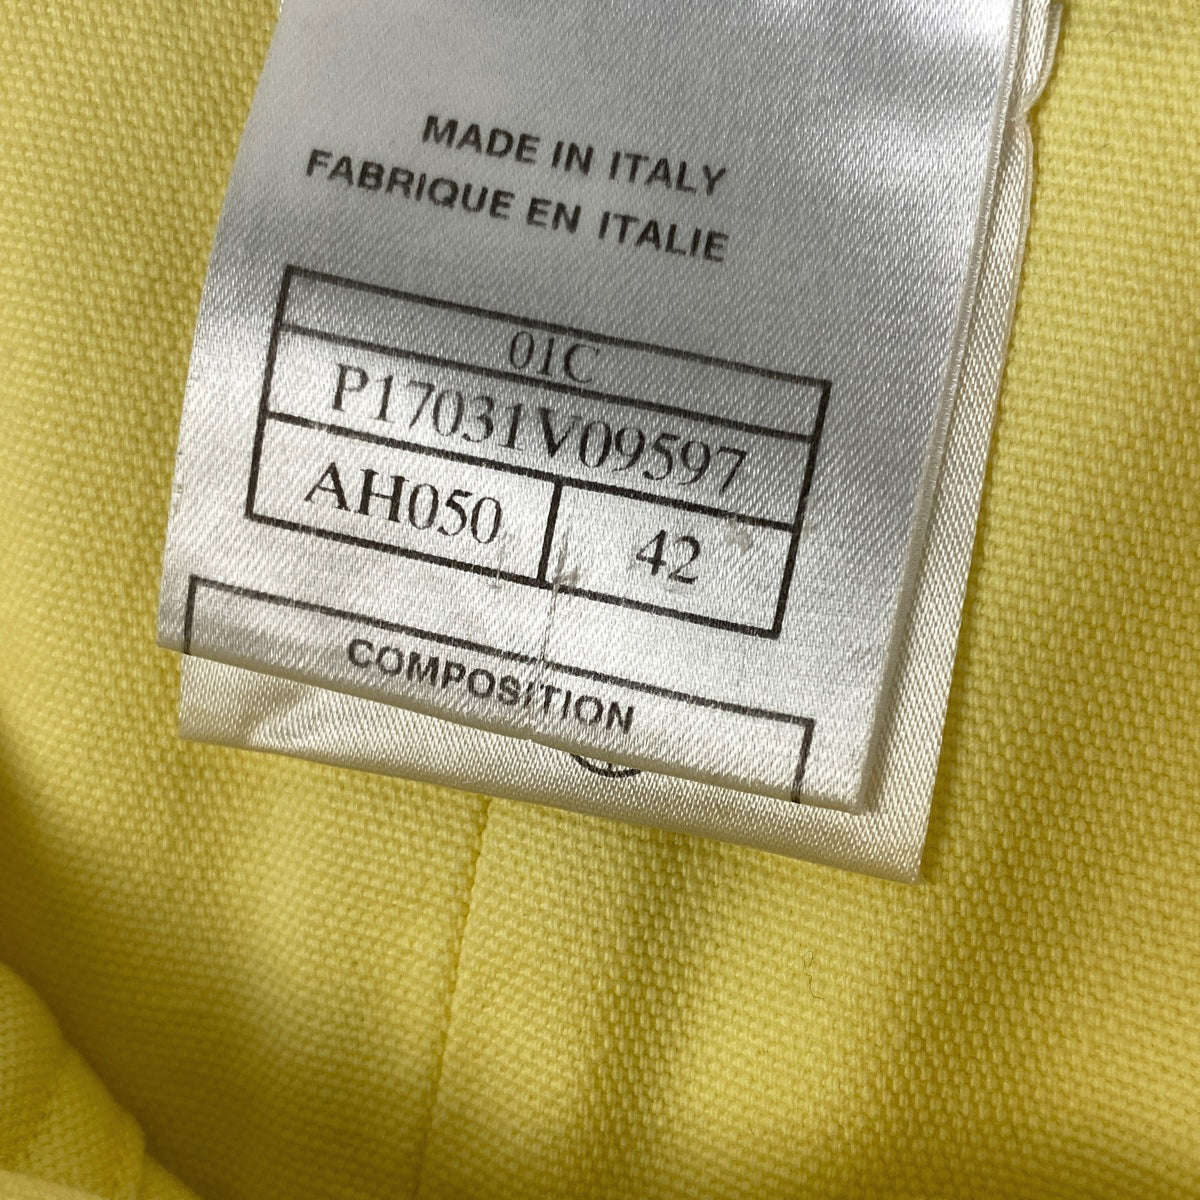 MADE IN ITALY
FABRIQUE EN ITALIE
01C
P17031V09597
AH050 42
COMPOSITION